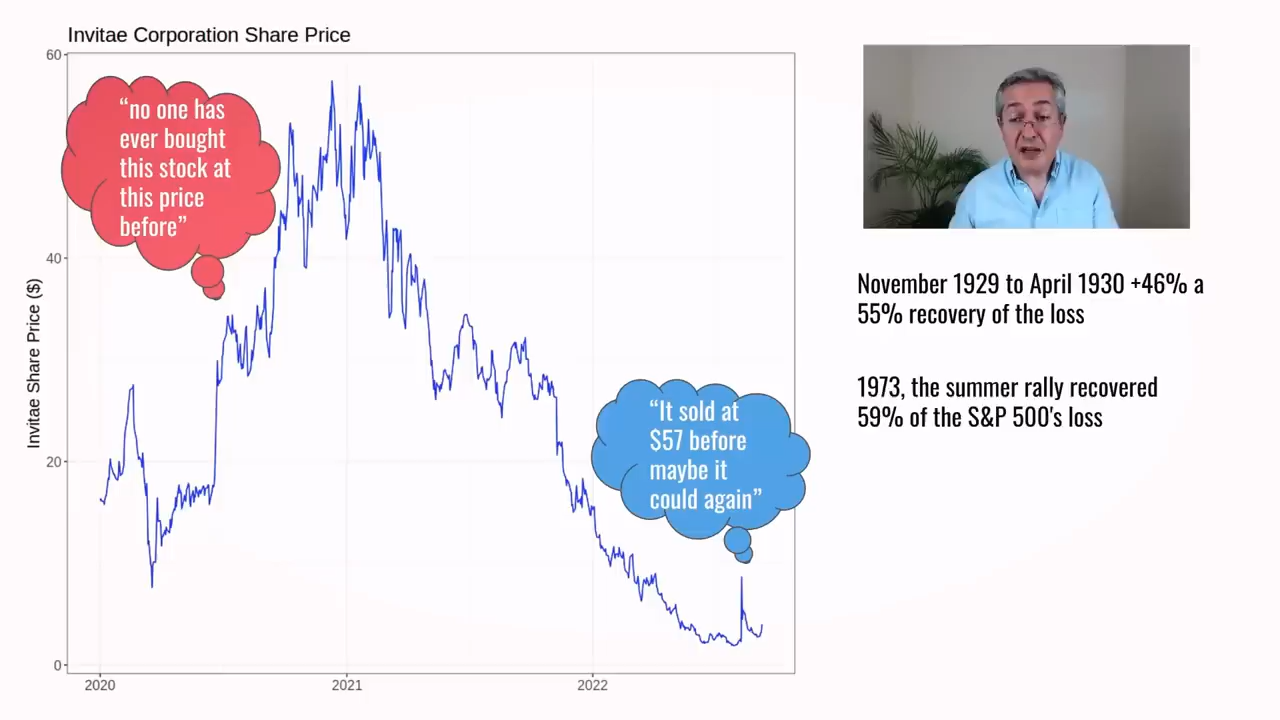 Invitae Corporation Share Price
60
40
20
0
Invitae Share Price ($)
2020
2021
2022
“no one has
ever bought
this stock at
this price
before”
“It sold at
$57 before
maybe it
could again”
November 1929 to April 1930 +46% a
55% recovery of the loss
1973, the summer rally recovered
59% of the S&P 500's loss